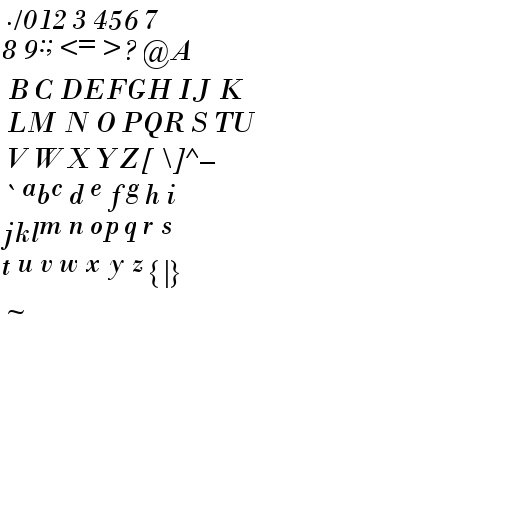 ./012 3 456 7
8 9:; <= >? @A
B C DEFGH IJ K
LM N O PQR S TU
V W X Y Z[ \]^_
` abc d e fg h i
jklm n op q r s
t u v w x y z {|}
~